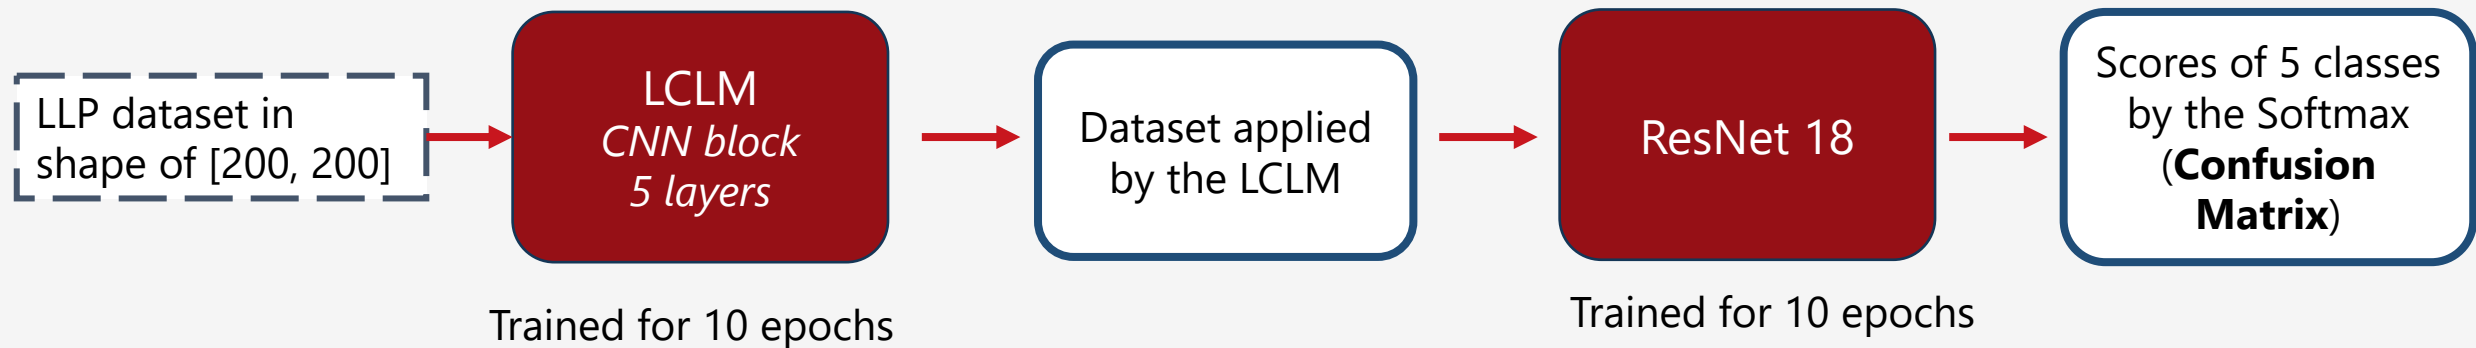 LLP dataset in
shape of [200, 200]
LCLM
CNN block
5 layers
Trained for 10 epochs
Dataset applied
by the LCLM
ResNet 18
Trained for 10 epochs
Scores of 5 classes
by the Softmax
(Confusion
Matrix)